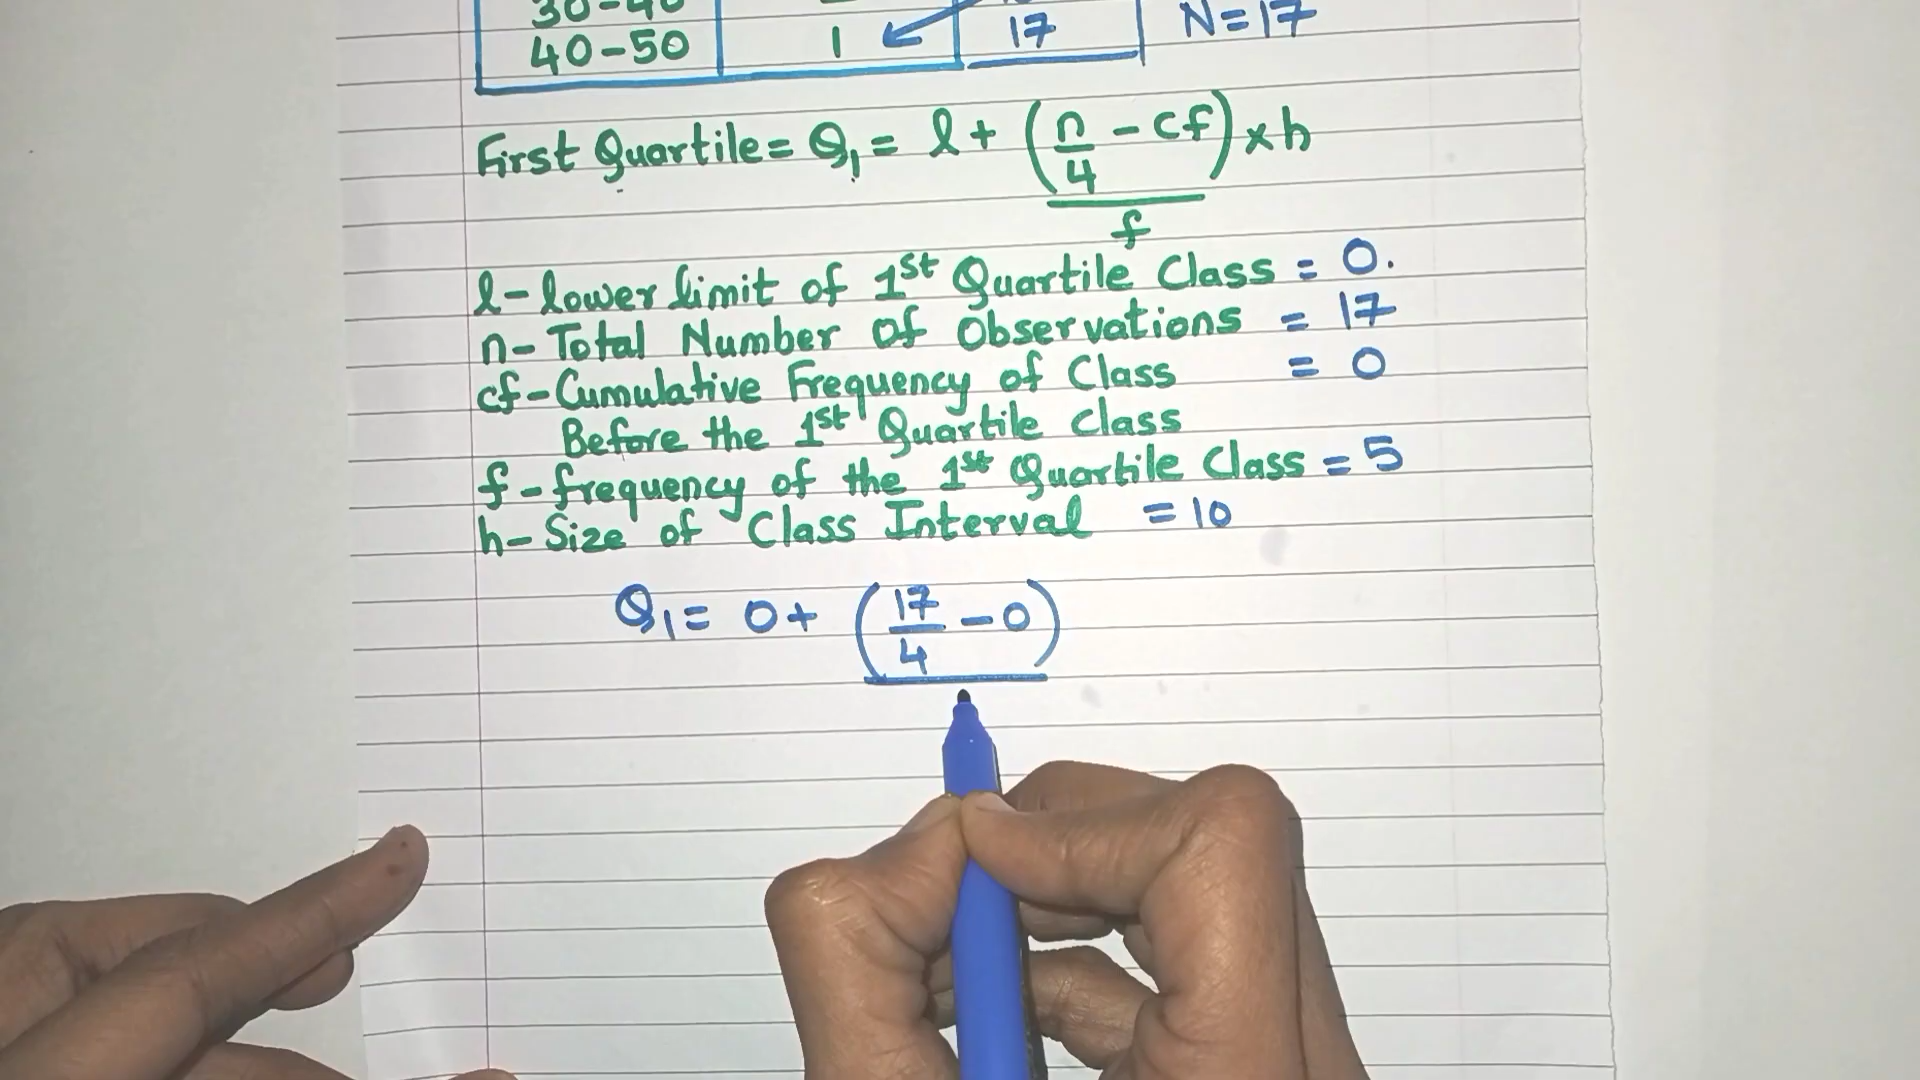 30-40
40-50 1 17 N=17
First Quartile = Q₁ = l + (n/4 - cf) × h
f
l - lower limit of 1st Quartile Class = 0.
n - Total Number of Observations = 17
cf - Cumulative Frequency of Class = 0
Before the 1st Quartile class
f - frequency of the 1st Quartile Class = 5
h - Size of Class Interval = 10
Q₁ = 0 + (17/4 - 0)